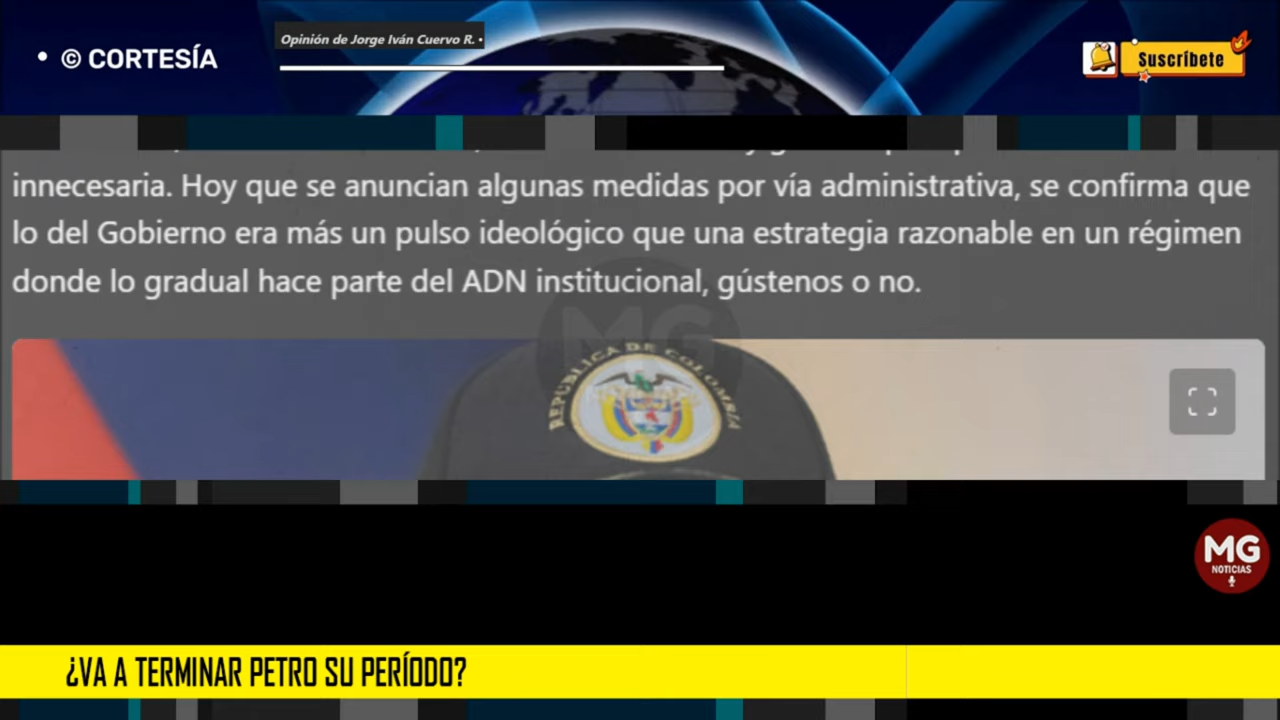 Opinión de Jorge Iván Cuervo R. •
• © CORTESÍA
Suscríbete
innecesaria. Hoy que se anuncian algunas medidas por vía administrativa, se confirma que
lo del Gobierno era más un pulso ideológico que una estrategia razonable en un régimen
donde lo gradual hace parte del ADN institucional, gústenos o no.
MG
REPÚBLICA DE COLOMBIA
MG
NOTICIAS
¿VA A TERMINAR PETRO SU PERÍODO?